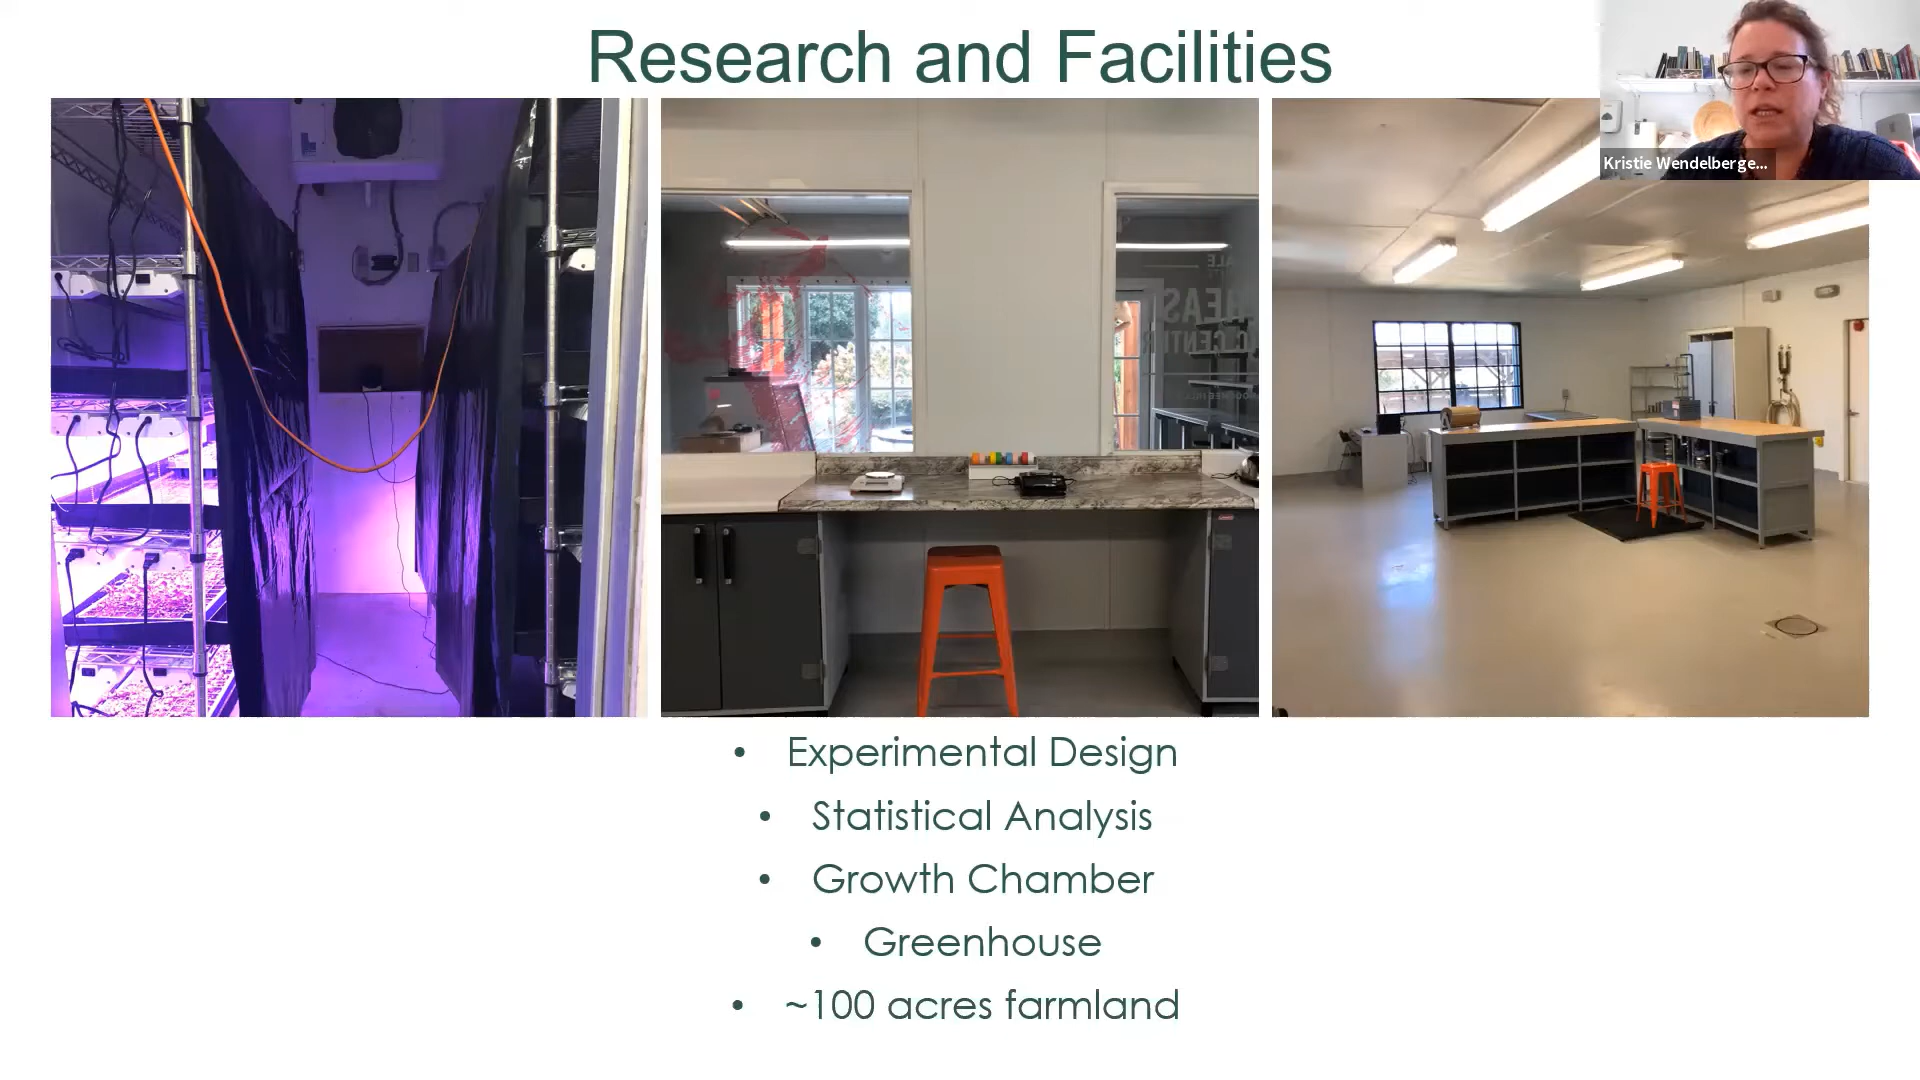 Research and Facilities
Kristie Wendelberge...
• Experimental Design
• Statistical Analysis
• Growth Chamber
• Greenhouse
• ~100 acres farmland